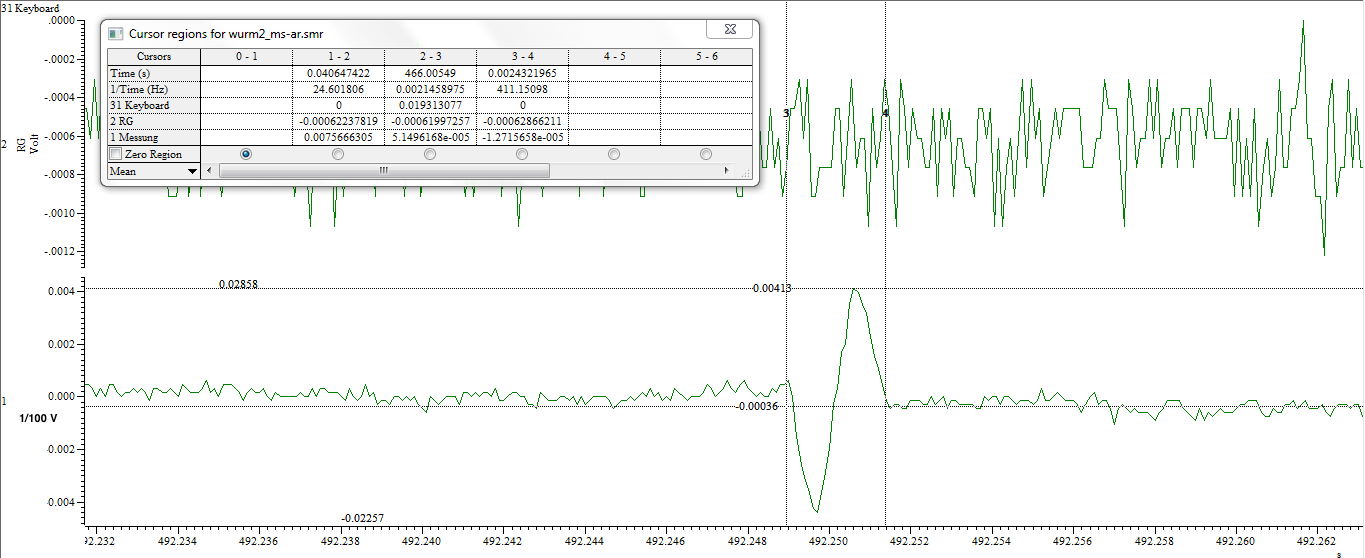 31 Keyboard
Cursor regions for wurm2_ms-ar.smr
Cursors 0 - 1 1 - 2 2 - 3 3 - 4 4 - 5 5 - 6
Time (s) 0.040647422 466.00549 0.0024321965
1/Time (Hz) 24.601806 0.0021458975 411.15098
31 Keyboard 0 0.019313077 0
2 RG -0.00062237819 -0.00061997257 -0.00062866211
1 Messung 0.0075666305 5.1496168e-005 -1.2715658e-005
Zero Region
Mean
.0000
-.0002
-.0004
-.0006
-.0008
-.0010
-.0012
2
RG
Volt
3 4
0.02858
0.00413
-0.00036
-0.02257
0.004
0.002
0.000
0.002
0.004
1
1/100 V
492.232 492.234 492.236 492.238 492.240 492.242 492.244 492.246 492.248 492.250 492.252 492.254 492.256 492.258 492.260 492.262
s